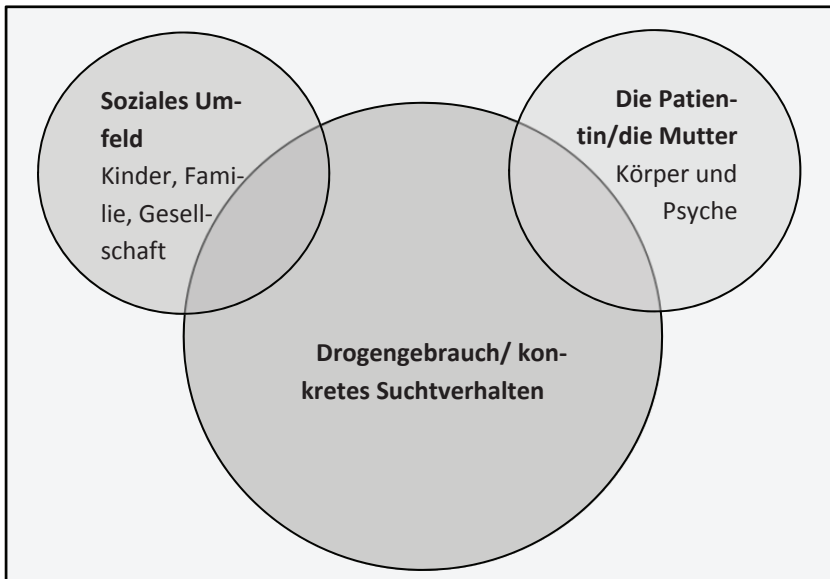 Soziales Um-
feld
Kinder, Fami-
lie, Gesell-
schaft
Die Patien-
tin/die Mutter
Körper und
Psyche
Drogengebrauch/ kon-
kretes Suchtverhalten